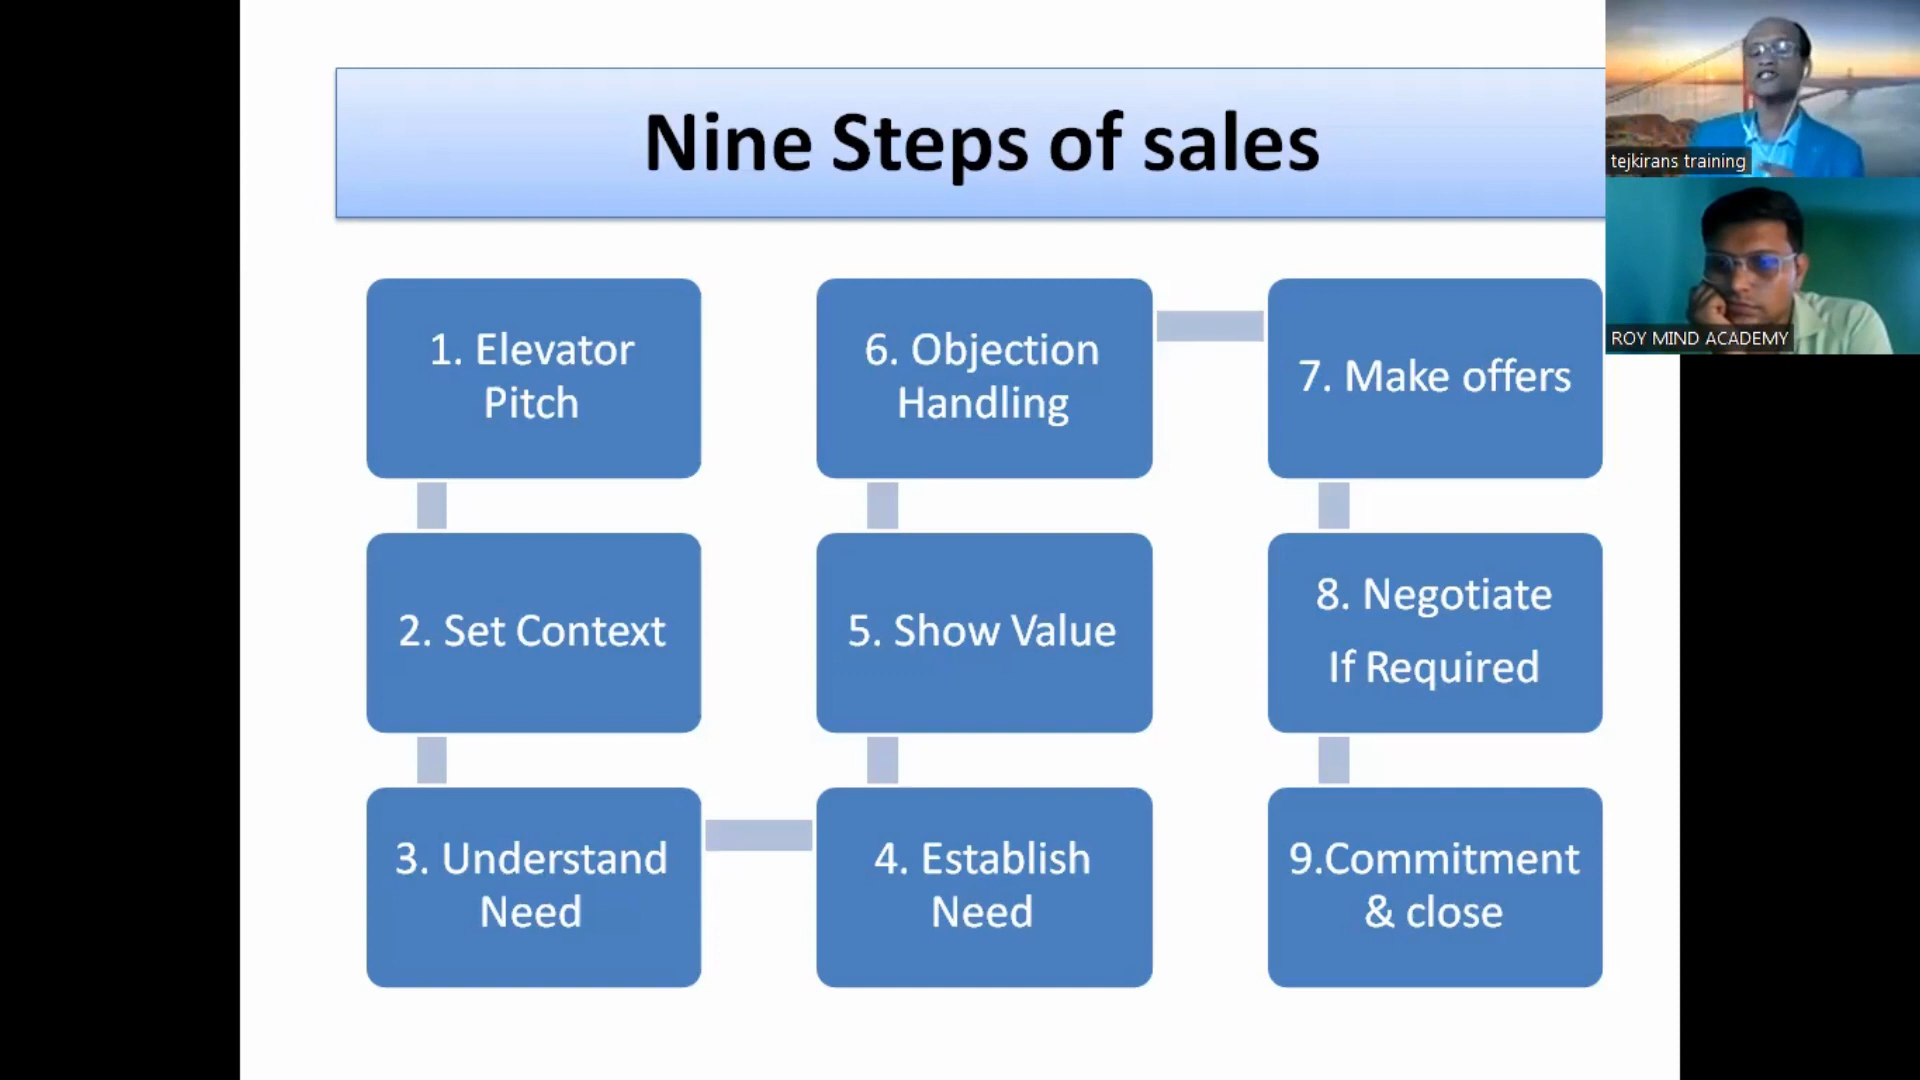 Nine Steps of sales
1. Elevator
Pitch
2. Set Context
3. Understand
Need
4. Establish
Need
5. Show Value
6. Objection
Handling
7. Make offers
8. Negotiate
If Required
9.Commitment
& close
tejkirans training
ROY MIND ACADEMY